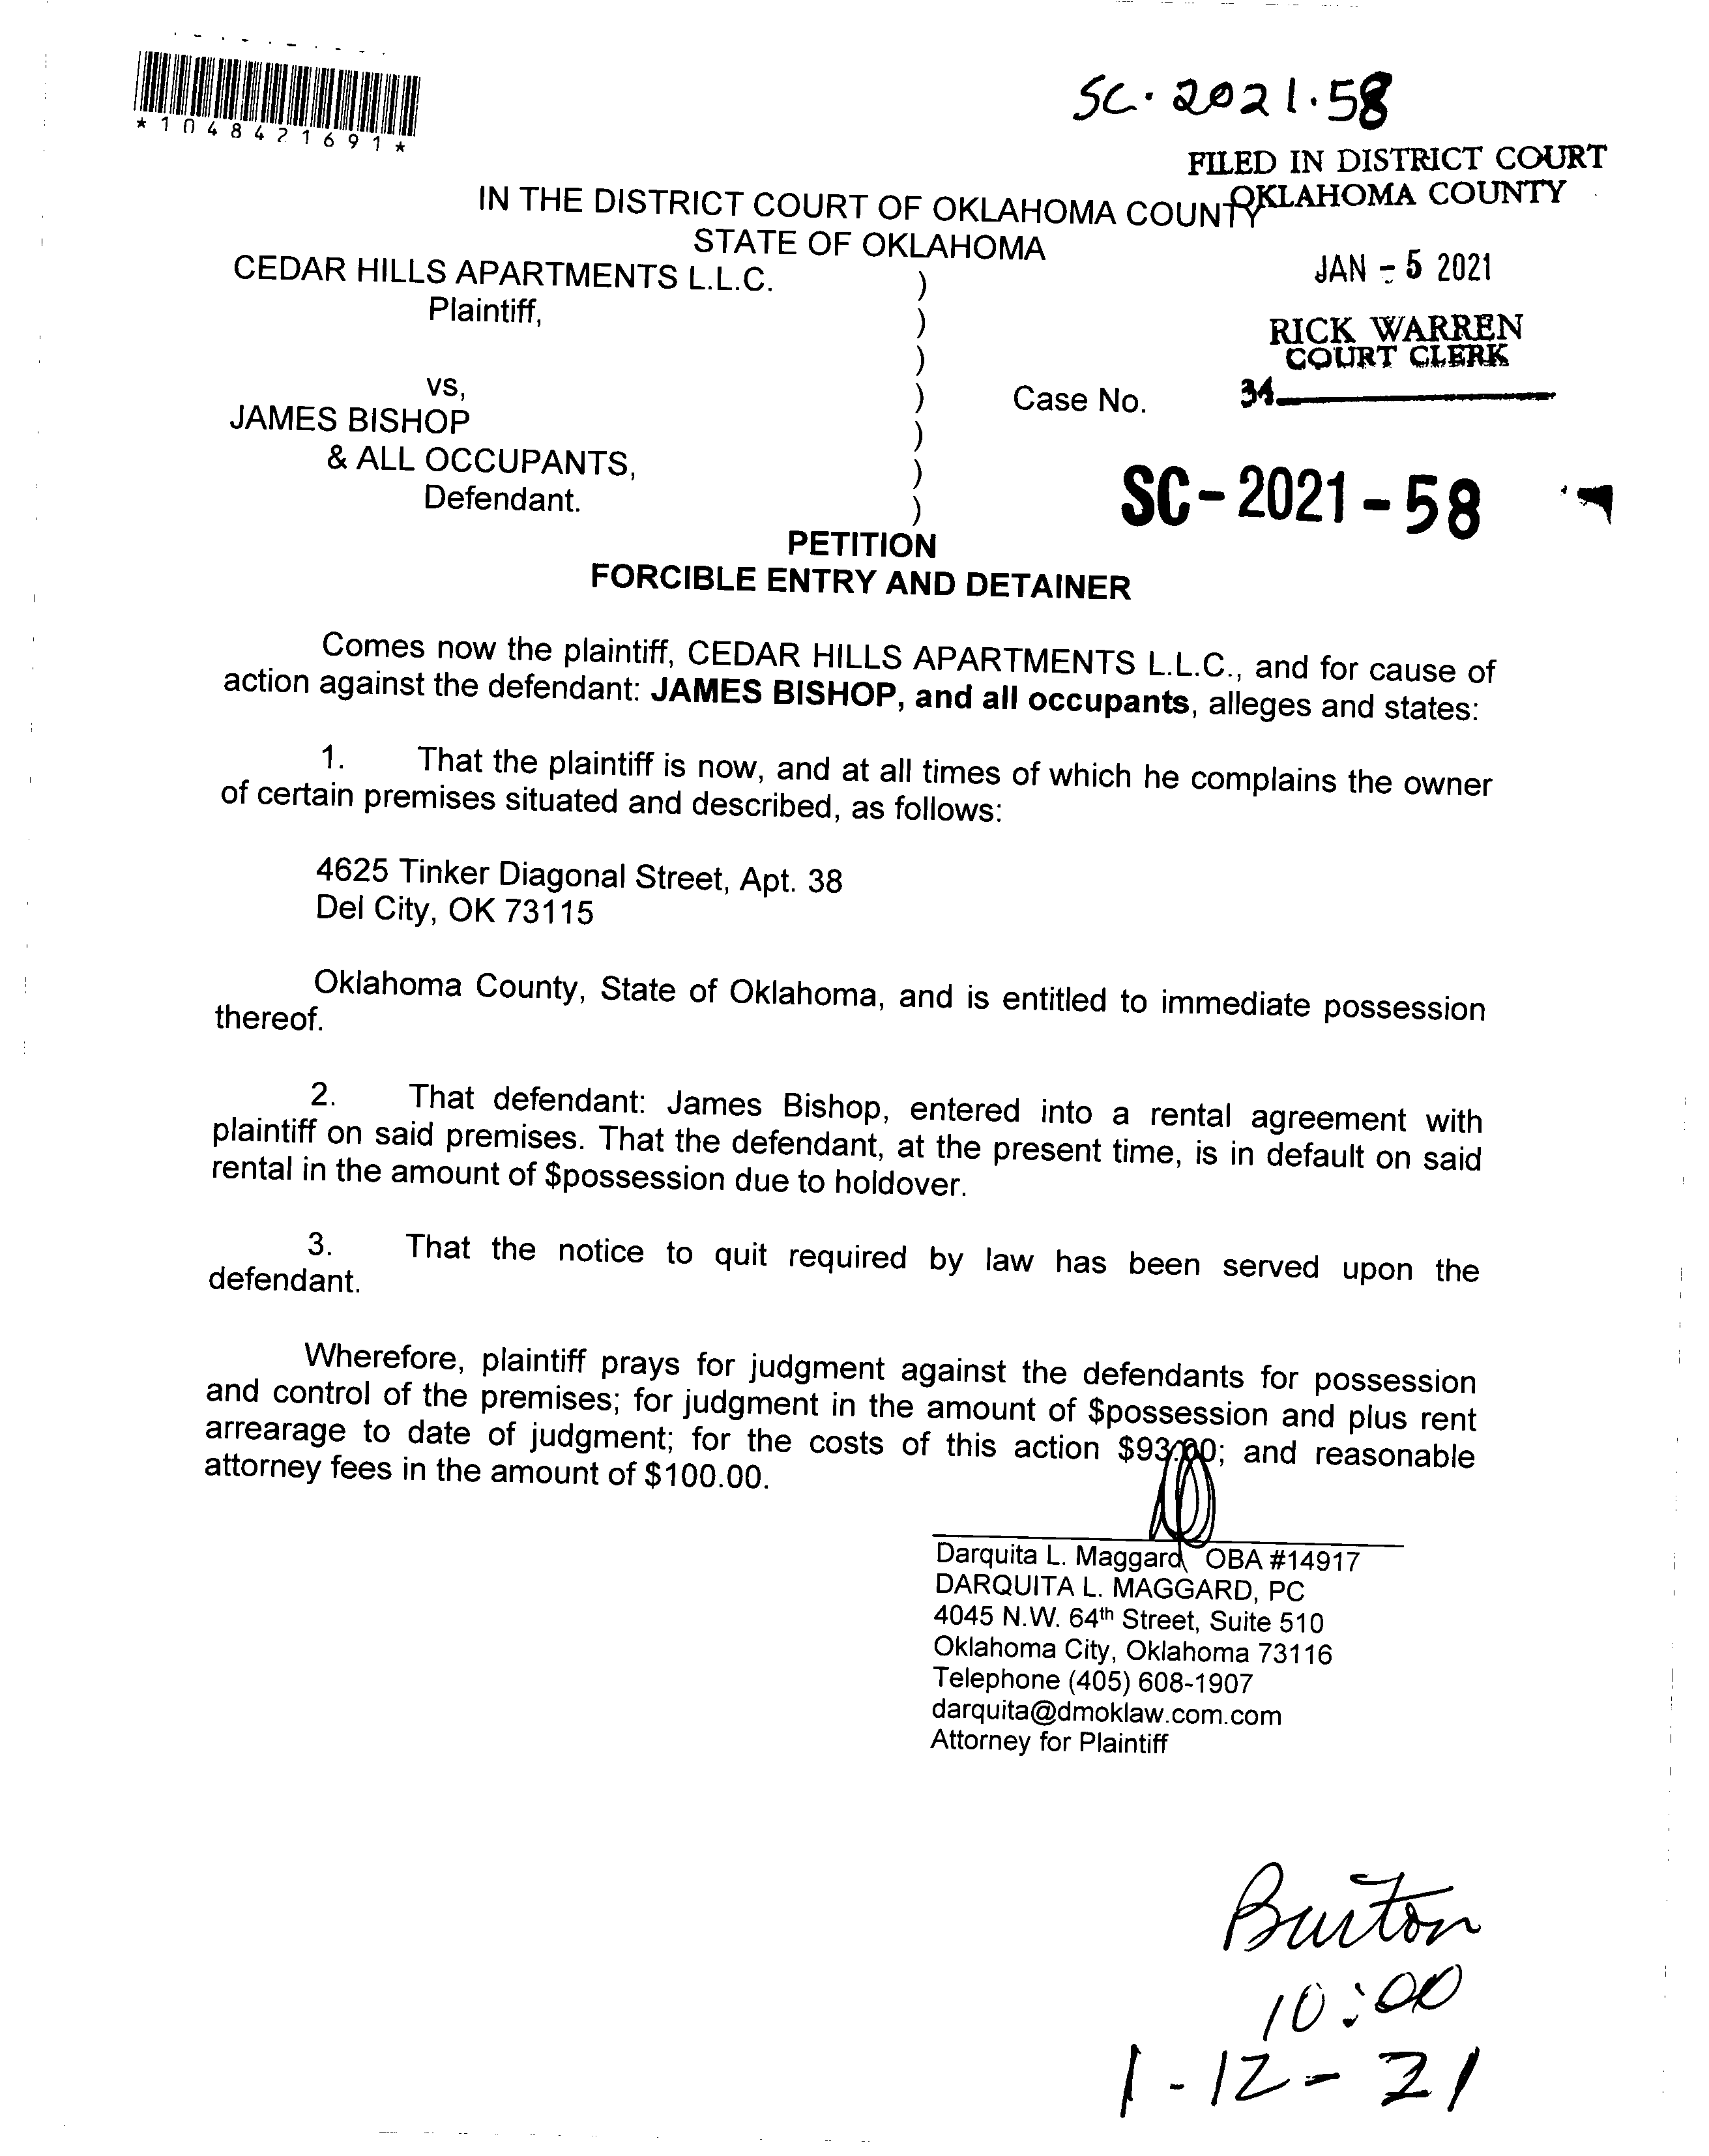 SC. 2021.58
*1048421691*
FILED IN DISTRICT COURT
OKLAHOMA COUNTY
IN THE DISTRICT COURT OF OKLAHOMA COUNTY
STATE OF OKLAHOMA
JAN - 5 2021
RICK WARREN
COURT CLERK
34
CEDAR HILLS APARTMENTS L.L.C. )
Plaintiff, )
)
vs, ) Case No.
JAMES BISHOP )
& ALL OCCUPANTS, )
Defendant. )
SC-2021-58
PETITION
FORCIBLE ENTRY AND DETAINER
Comes now the plaintiff, CEDAR HILLS APARTMENTS L.L.C., and for cause of
action against the defendant: JAMES BISHOP, and all occupants, alleges and states:
1. That the plaintiff is now, and at all times of which he complains the owner
of certain premises situated and described, as follows:
4625 Tinker Diagonal Street, Apt. 38
Del City, OK 73115
Oklahoma County, State of Oklahoma, and is entitled to immediate possession
thereof.
2. That defendant: James Bishop, entered into a rental agreement with
plaintiff on said premises. That the defendant, at the present time, is in default on said
rental in the amount of $possession due to holdover.
3. That the notice to quit required by law has been served upon the
defendant.
Wherefore, plaintiff prays for judgment against the defendants for possession
and control of the premises; for judgment in the amount of $possession and plus rent
arrearage to date of judgment; for the costs of this action $93.00; and reasonable
attorney fees in the amount of $100.00.
Darquita L. Maggard OBA #14917
DARQUITA L. MAGGARD, PC
4045 N.W. 64th Street, Suite 510
Oklahoma City, Oklahoma 73116
Telephone (405) 608-1907
darquita@dmoklaw.com.com
Attorney for Plaintiff
Burton
10:00
1-12-21